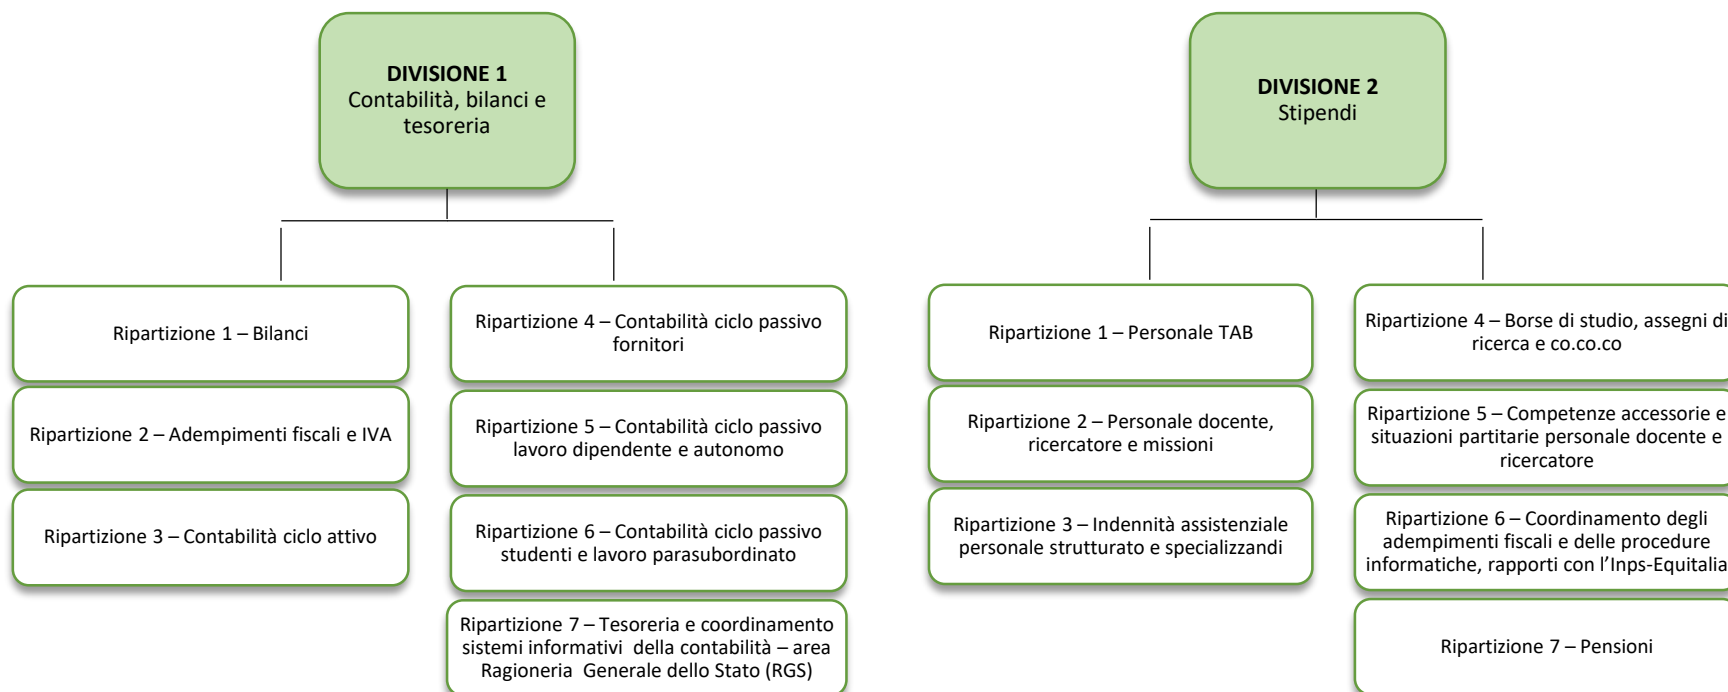 DIVISIONE 1
Contabilità, bilanci e
tesoreria
Ripartizione 1 – Bilanci
Ripartizione 2 – Adempimenti fiscali e IVA
Ripartizione 3 – Contabilità ciclo attivo
Ripartizione 4 – Contabilità ciclo passivo
fornitori
Ripartizione 5 – Contabilità ciclo passivo
lavoro dipendente e autonomo
Ripartizione 6 – Contabilità ciclo passivo
studenti e lavoro parasubordinato
Ripartizione 7 – Tesoreria e coordinamento
sistemi informativi  della contabilità – area
Ragioneria  Generale dello Stato (RGS)
DIVISIONE 2
Stipendi
Ripartizione 1 – Personale TAB
Ripartizione 2 – Personale docente,
ricercatore e missioni
Ripartizione 3 – Indennità assistenziale
personale strutturato e specializzandi
Ripartizione 4 – Borse di studio, assegni di
ricerca e co.co.co
Ripartizione 5 – Competenze accessorie e
situazioni partitarie personale docente e
ricercatore
Ripartizione 6 – Coordinamento degli
adempimenti fiscali e delle procedure
informatiche, rapporti con l’Inps-Equitalia
Ripartizione 7 – Pensioni